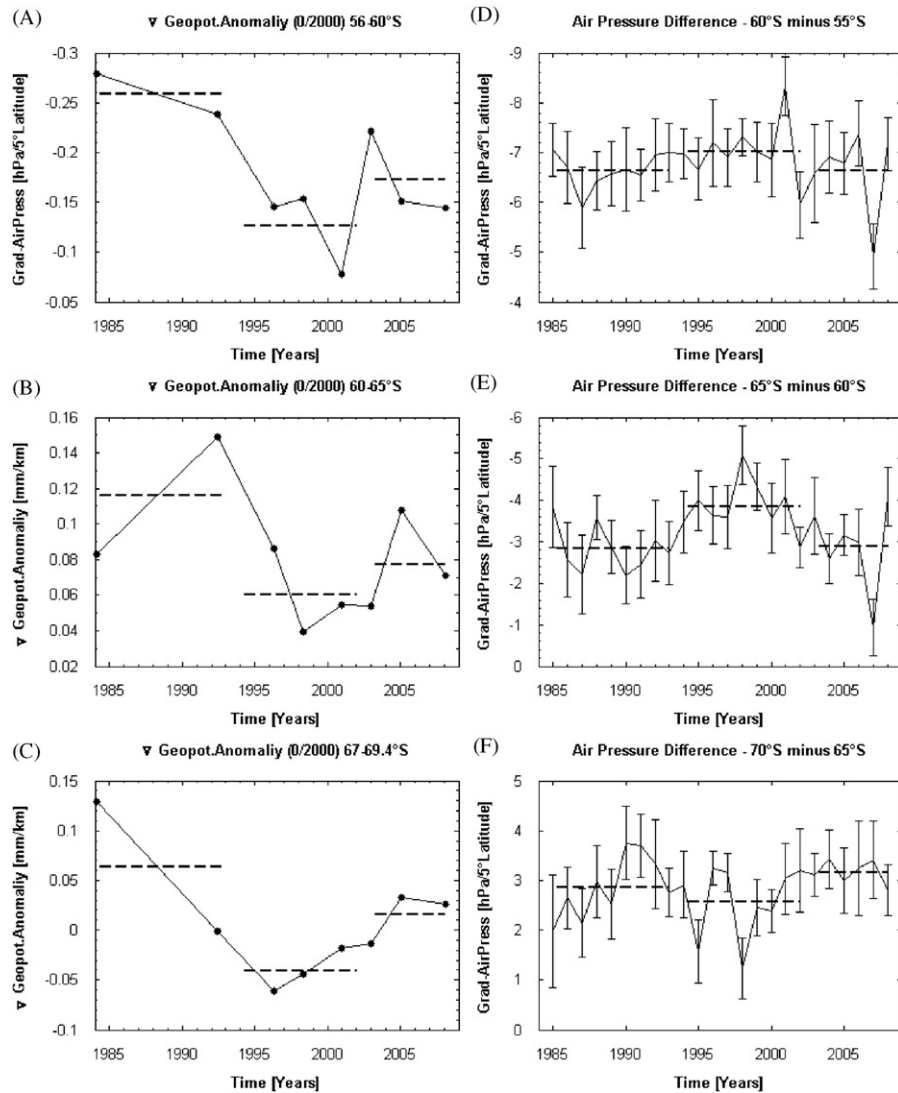 (A)
∇ Geopot.Anomaliy (0/2000) 56-60°S
Grad-AirPress [hPa/5°Latitude]
-0.3
-0.25
-0.2
-0.15
-0.1
-0.05
1985 1990 1995 2000 2005
Time [Years]
(D)
Air Pressure Difference - 60°S minus 55°S
Grad-AirPress [hPa/5°Latitude]
-9
-8
-7
-6
-5
-4
1985 1990 1995 2000 2005
Time [Years]
(B)
∇ Geopot.Anomaliy (0/2000) 60-65°S
∇ Geopot.Anomaliy [mm/km]
0.16
0.14
0.12
0.1
0.08
0.06
0.04
0.02
1985 1990 1995 2000 2005
Time [Years]
(E)
Air Pressure Difference - 65°S minus 60°S
Grad-AirPress [hPa/5°Latitude]
-6
-5
-4
-3
-2
-1
0
1985 1990 1995 2000 2005
Time [Years]
(C)
∇ Geopot.Anomaliy (0/2000) 67-69.4°S
∇ Geopot.Anomaliy [mm/km]
0.15
0.1
0.05
0
-0.05
-0.1
1985 1990 1995 2000 2005
Time [Years]
(F)
Air Pressure Difference - 70°S minus 65°S
Grad-AirPress [hPa/5°Latitude]
5
4
3
2
1
0
1985 1990 1995 2000 2005
Time [Years]